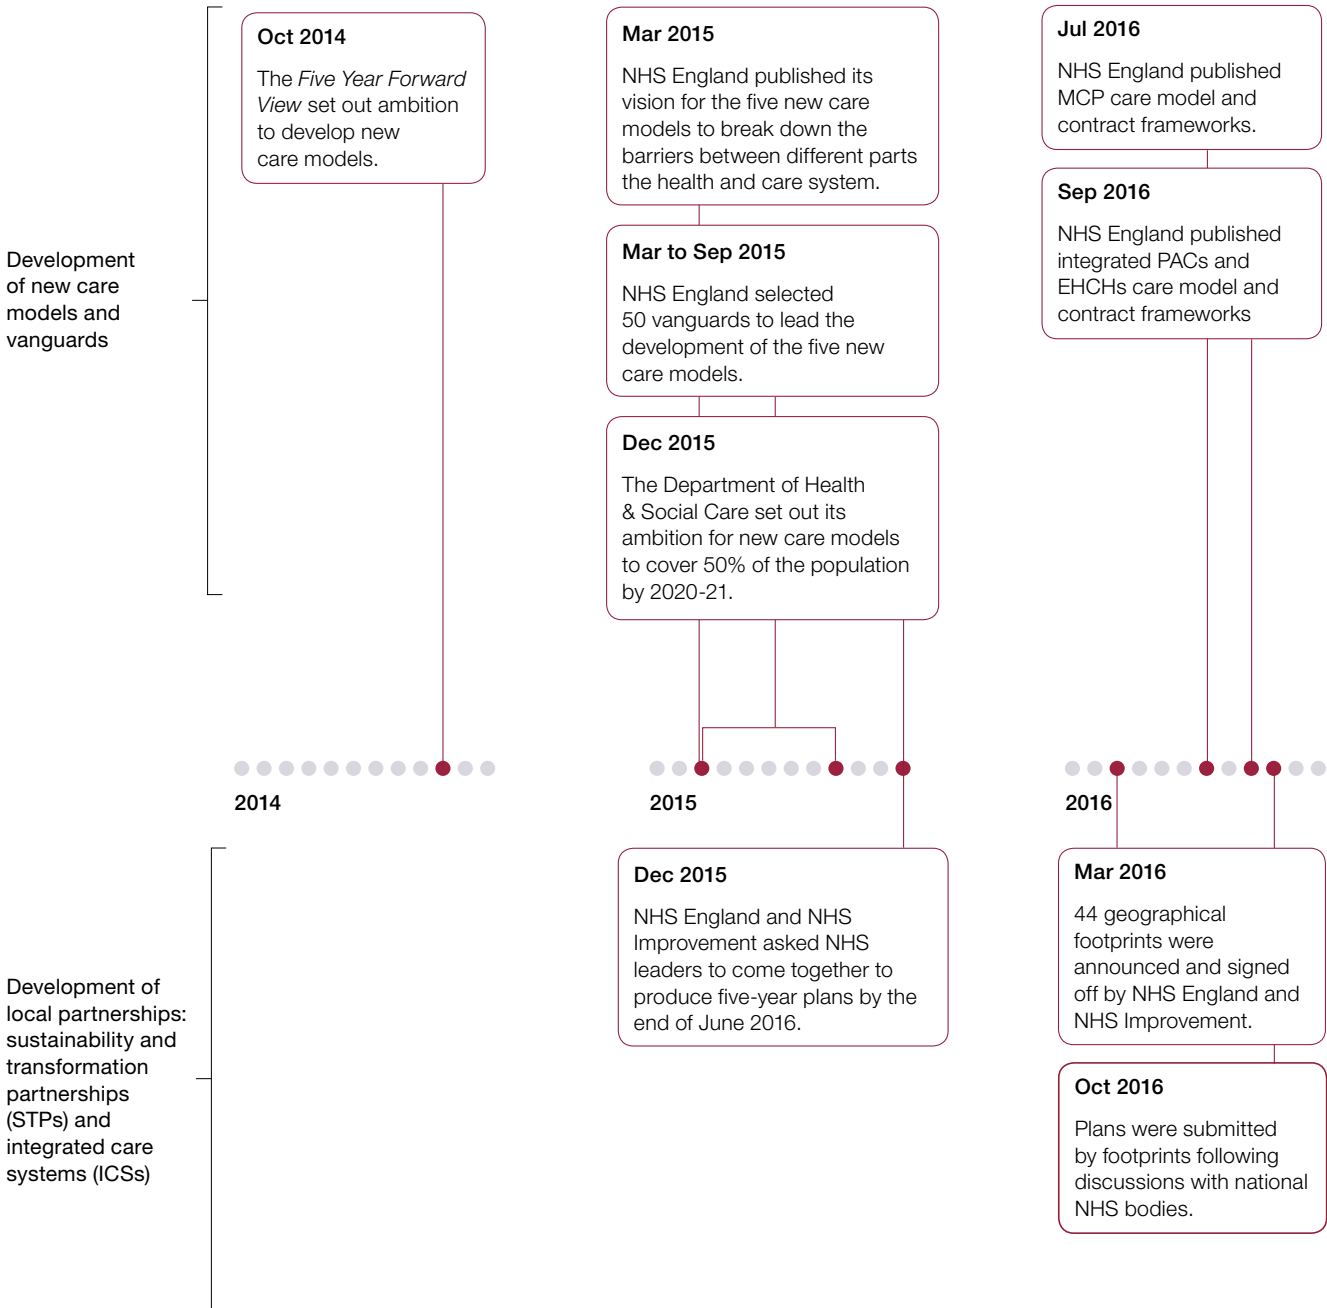 Development
of new care
models and
vanguards
Oct 2014
The Five Year Forward
View set out ambition
to develop new
care models.
Mar 2015
NHS England published its
vision for the five new care
models to break down the
barriers between different parts
the health and care system.
Mar to Sep 2015
NHS England selected
50 vanguards to lead the
development of the five new
care models.
Dec 2015
The Department of Health
& Social Care set out its
ambition for new care models
to cover 50% of the population
by 2020-21.
Jul 2016
NHS England published
MCP care model and
contract frameworks.
Sep 2016
NHS England published
integrated PACs and
EHCHs care model and
contract frameworks
2014
2015
2016
Development of
local partnerships:
sustainability and
transformation
partnerships
(STPs) and
integrated care
systems (ICSs)
Dec 2015
NHS England and NHS
Improvement asked NHS
leaders to come together to
produce five-year plans by the
end of June 2016.
Mar 2016
44 geographical
footprints were
announced and signed
off by NHS England and
NHS Improvement.
Oct 2016
Plans were submitted
by footprints following
discussions with national
NHS bodies.